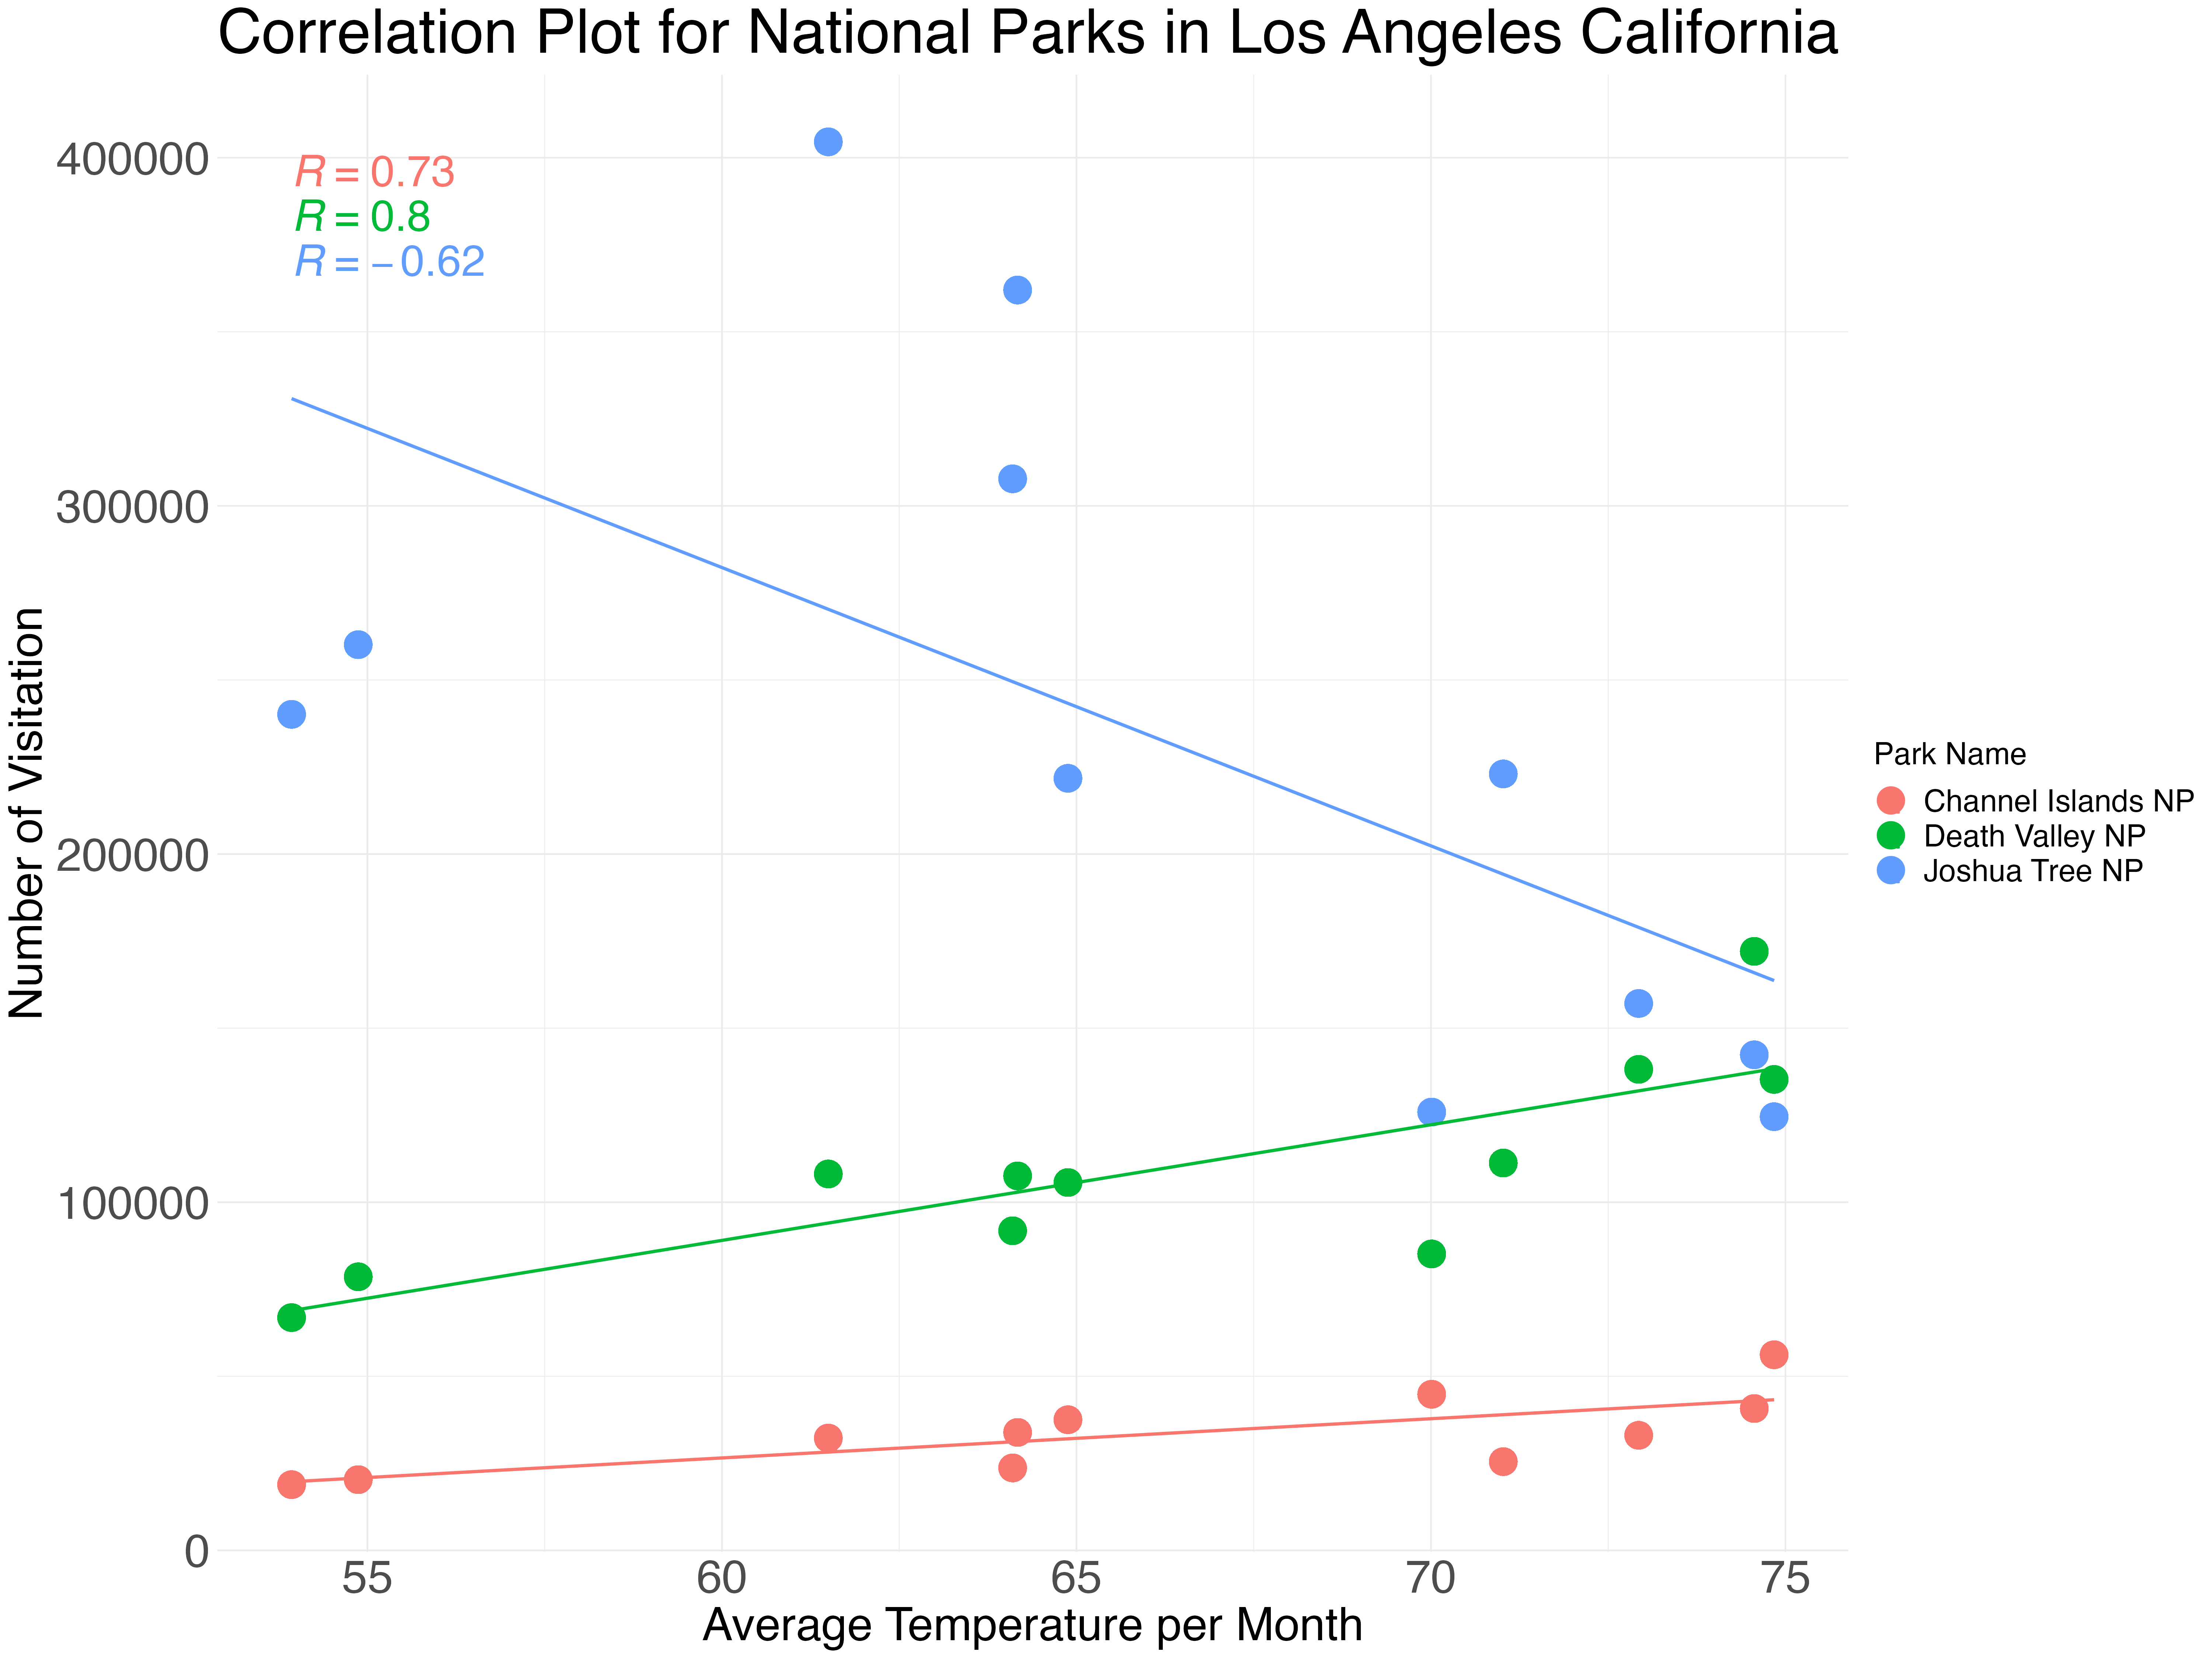 Correlation Plot for National Parks in Los Angeles California
400000
300000
200000
100000
0
R = 0.73
R = 0.8
R = −0.62
Number of Visitation
55
60
65
70
75
Average Temperature per Month
Park Name
Channel Islands NP
Death Valley NP
Joshua Tree NP